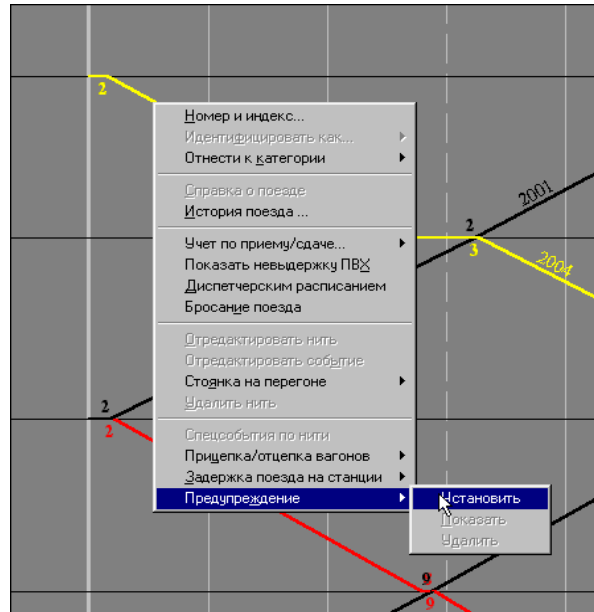 2
Номер и индекс...
Идентифицировать как...
Отнести к категории
Справка о поезде
История поезда ...
2001
2
3
2004
Учет по приему/сдаче...
Показать невыдержку ПВХ
Диспетчерским расписанием
Бросание поезда
Отредактировать нить
Отредактировать событие
Стоянка на перегоне
Удалить нить
2
2
Спецсобытия по нити
Прицепка/отцепка вагонов
Задержка поезда на станции
Предупреждение
Установить
Показать
Удалить
9
9